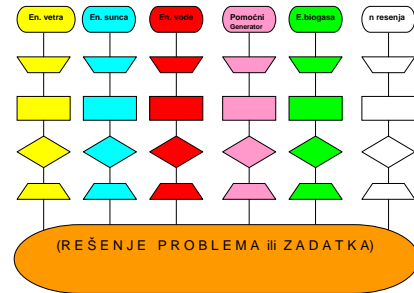 En. vetra
En. sunca
En. vode
Pomoćni
Generator
E.biogasa
n resenja
(REŠENJE PROBLEMA ili ZADATKA)